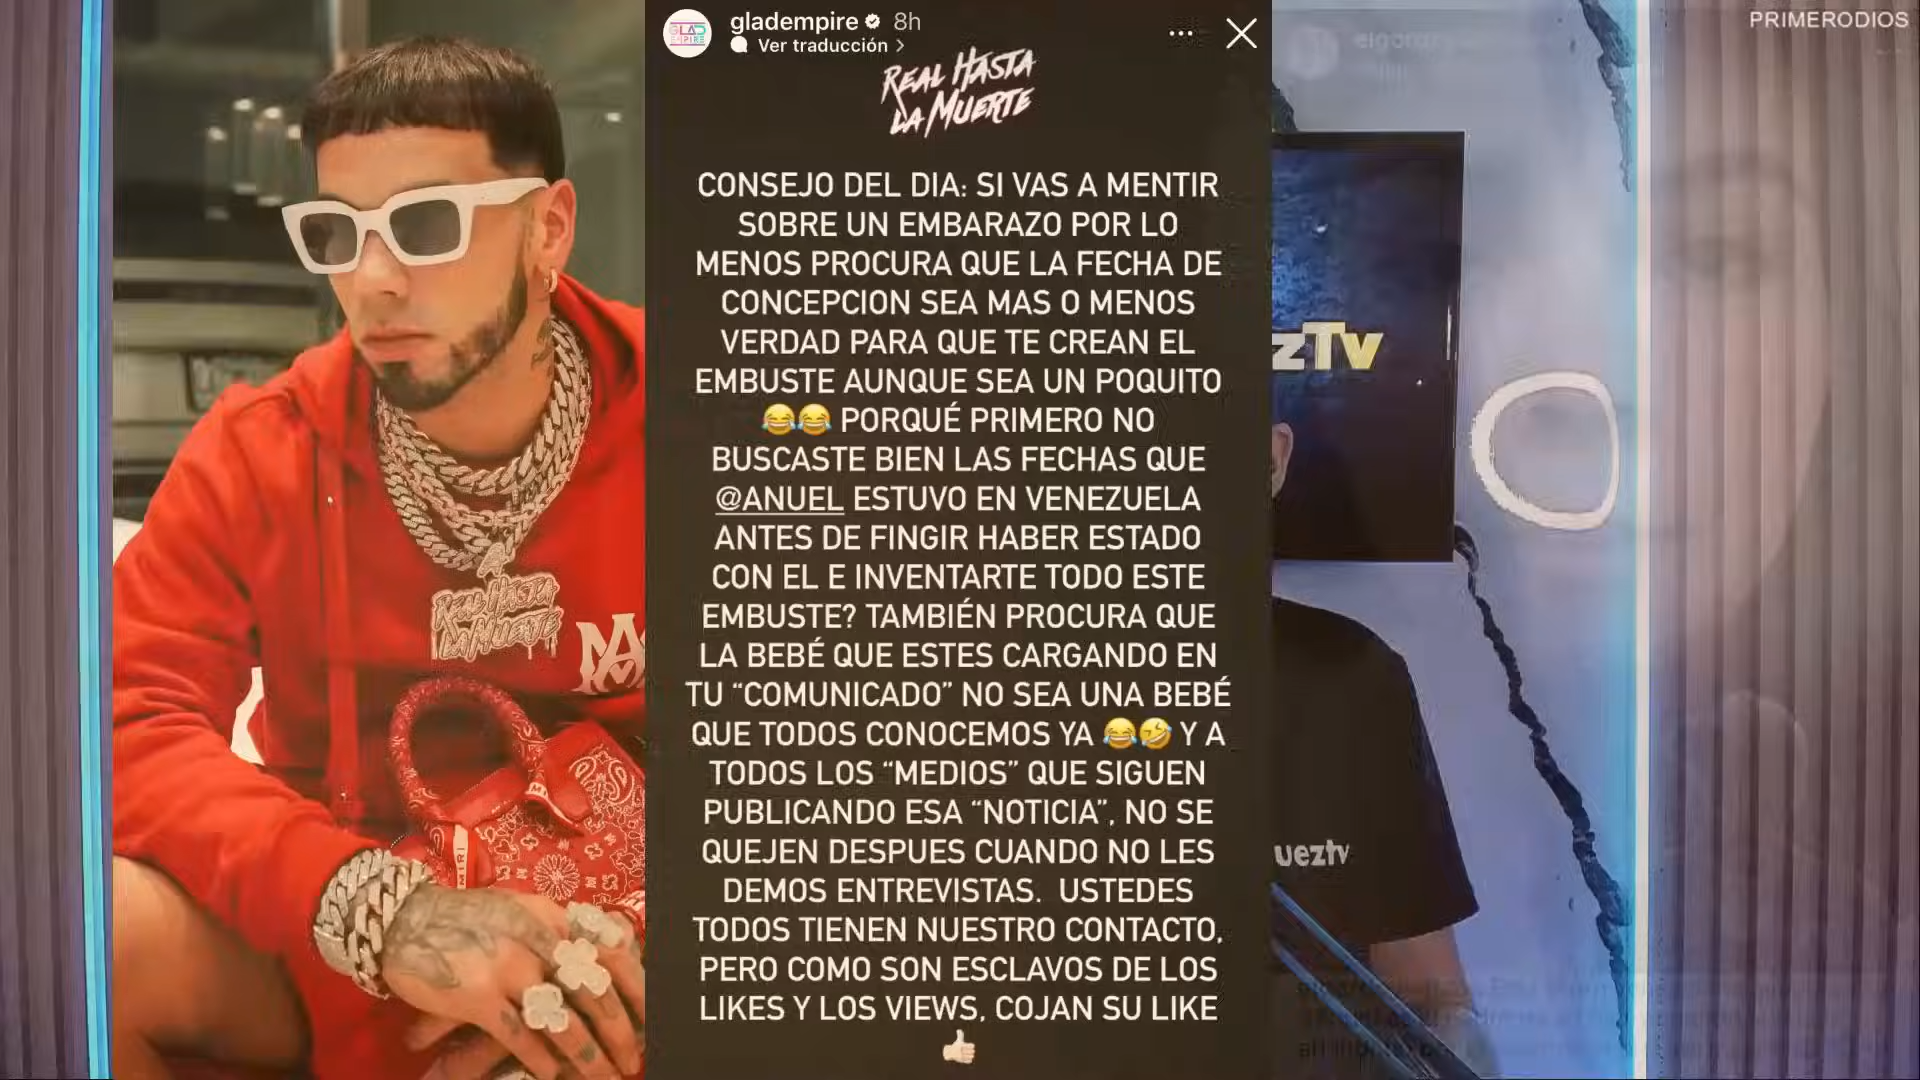 PRIMERODIOS
gladempire 8h
Ver traducción >
REAL HASTA
LA MUERTE
CONSEJO DEL DIA: SI VAS A MENTIR
SOBRE UN EMBARAZO POR LO
MENOS PROCURA QUE LA FECHA DE
CONCEPCION SEA MAS O MENOS
VERDAD PARA QUE TE CREAN EL
EMBUSTE AUNQUE SEA UN POQUITO
😂😂 PORQUÉ PRIMERO NO
BUSCASTE BIEN LAS FECHAS QUE
@ANUEL ESTUVO EN VENEZUELA
ANTES DE FINGIR HABER ESTADO
CON EL E INVENTARTE TODO ESTE
EMBUSTE? TAMBIÉN PROCURA QUE
LA BEBÉ QUE ESTES CARGANDO EN
TU “COMUNICADO” NO SEA UNA BEBÉ
QUE TODOS CONOCEMOS YA 😂🤣 Y A
TODOS LOS “MEDIOS” QUE SIGUEN
PUBLICANDO ESA “NOTICIA”, NO SE
QUEJEN DESPUES CUANDO NO LES
DEMOS ENTREVISTAS. USTEDES
TODOS TIENEN NUESTRO CONTACTO,
PERO COMO SON ESCLAVOS DE LOS
LIKES Y LOS VIEWS, COJAN SU LIKE
👍🏻
GLAD
EMPIRE
REAL HASTA
LA MUERTE
MA
AMIRI
zTv
ueztv